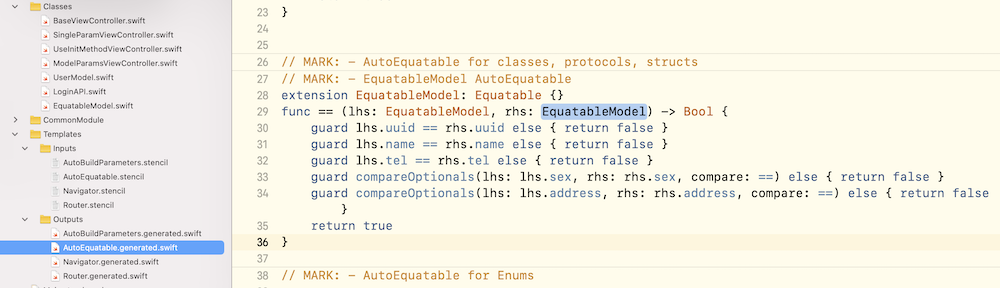 Classes
BaseViewController.swift
SingleParamViewController.swift
UseInitMethodViewController.swift
ModelParamsViewController.swift
UserModel.swift
LoginAPI.swift
EquatableModel.swift
CommonModule
Templates
Inputs
AutoBuildParameters.stencil
AutoEquatable.stencil
Navigator.stencil
Router.stencil
Outputs
AutoBuildParameters.generated.swift
AutoEquatable.generated.swift
Navigator.generated.swift
Router.generated.swift
23 }
24
25
26 // MARK: - AutoEquatable for classes, protocols, structs
27 // MARK: - EquatableModel AutoEquatable
28 extension EquatableModel: Equatable {}
29 func == (lhs: EquatableModel, rhs: EquatableModel) -> Bool {
30 guard lhs.uuid == rhs.uuid else { return false }
31 guard lhs.name == rhs.name else { return false }
32 guard lhs.tel == rhs.tel else { return false }
33 guard compareOptionals(lhs: lhs.sex, rhs: rhs.sex, compare: ==) else { return false }
34 guard compareOptionals(lhs: lhs.address, rhs: rhs.address, compare: ==) else { return false
}
35 return true
36 }
37
38 // MARK: - AutoEquatable for Enums